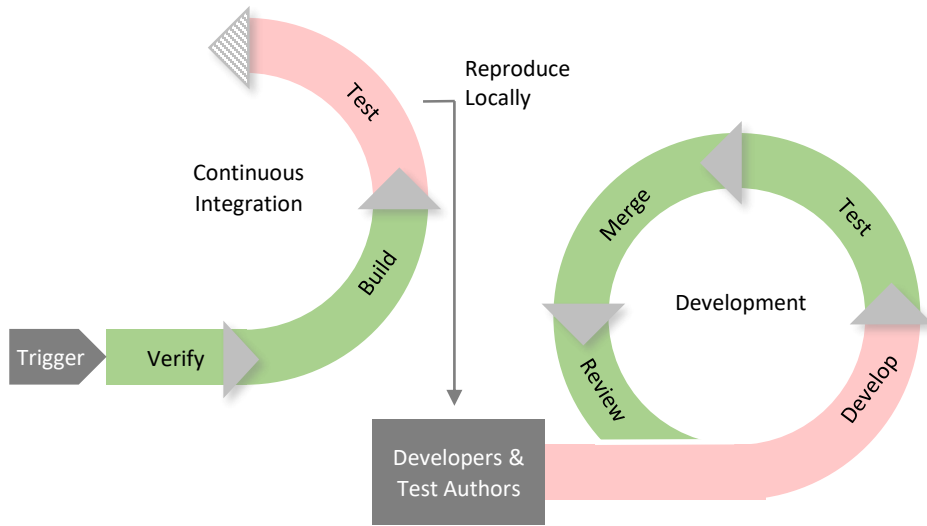 Reproduce
Locally
Test
Continuous
Integration
Build
Trigger
Verify
Merge
Test
Development
Review
Develop
Developers &
Test Authors